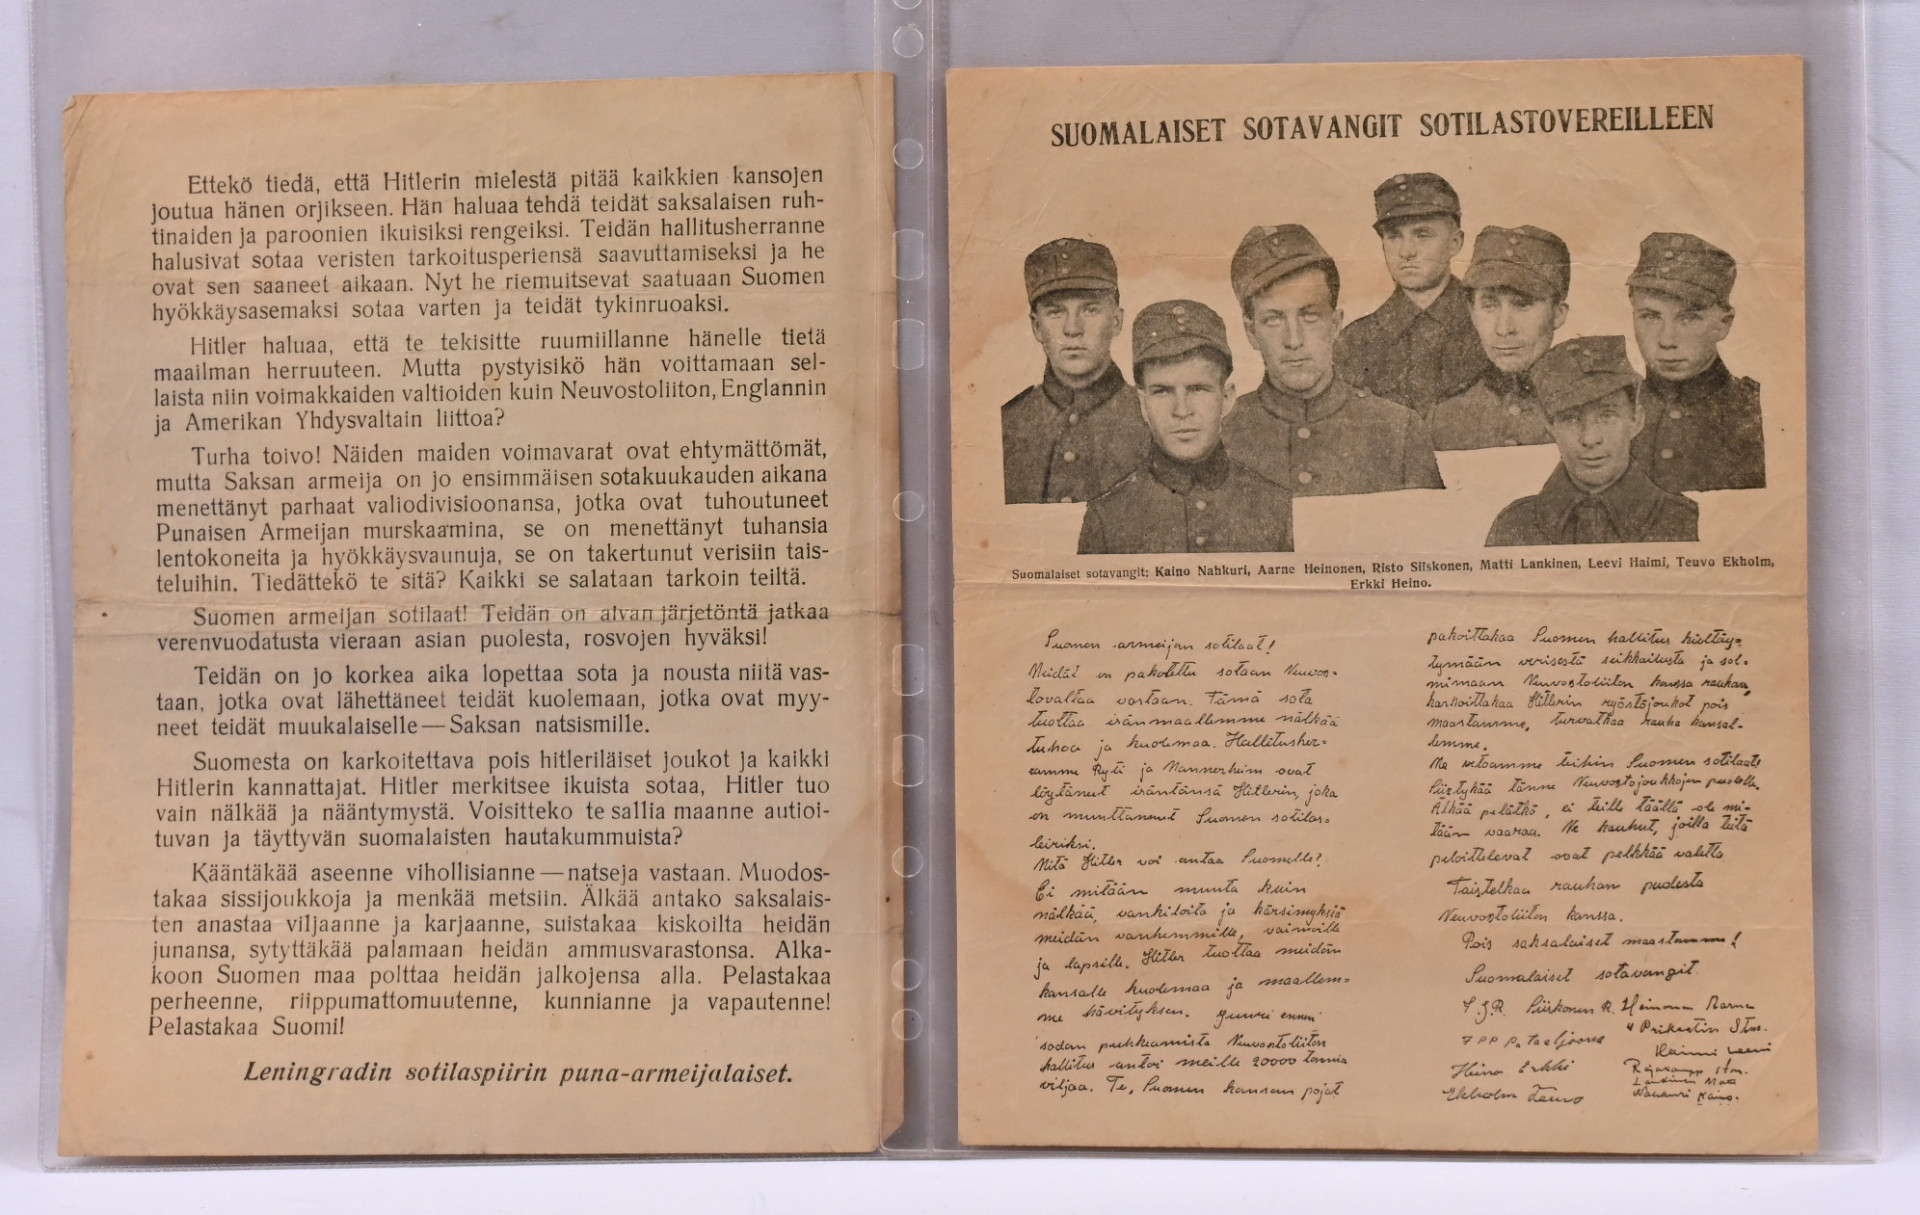 Ettekö tiedä, että Hitlerin mielestä pitää kaikkien kansojen
joutua hänen orjikseen. Hän haluaa tehdä teidät saksalaisen ruh-
tinaiden ja paroonien ikuisiksi rengeiksi. Teidän hallitusherranne
halusivat sotaa veristen tarkoitusperiensä saavuttamiseksi ja he
ovat sen saaneet aikaan. Nyt he riemuitsevat saatuaan Suomen
hyökkäysasemaksi sotaa varten ja teidät tykinruoaksi.
Hitler haluaa, että te tekisitte ruumiillanne hänelle tietä
maailman herruuteen. Mutta pystyisikö hän voittamaan sel-
laista niin voimakkaiden valtioiden kuin Neuvostoliiton, Englannin
ja Amerikan Yhdysvaltain liittoa?
Turha toivo! Näiden maiden voimavarat ovat ehtymättömät,
mutta Saksan armeija on jo ensimmäisen sotakuukauden aikana
menettänyt parhaat valiodivisioonansa, jotka ovat tuhoutuneet
Punaisen Armeijan murskaamina, se on menettänyt tuhansia
lentokoneita ja hyökkäysvaunuja, se on takertunut verisiin tais-
teluihin. Tiedättekö te sitä? Kaikki se salataan tarkoin teiltä.
Suomen armeijan sotilaat! Teidän on aivan järjetöntä jatkaa
verenvuodatusta vieraan asian puolesta, rosvojen hyväksi!
Teidän on jo korkea aika lopettaa sota ja nousta niitä vas-
taan, jotka ovat lähettäneet teidät kuolemaan, jotka ovat myy-
neet teidät muukalaiselle — Saksan natsismille.
Suomesta on karkoitettava pois hitleriläiset joukot ja kaikki
Hitlerin kannattajat. Hitler merkitsee ikuista sotaa, Hitler tuo
vain nälkää ja nääntymystä. Voisitteko te sallia maanne autioi-
tuvan ja täyttyvän suomalaisten hautakummuista?
Kääntäkää aseenne vihollisianne — natseja vastaan. Muodos-
takaa sissijoukkoja ja menkää metsiin. Älkää antako saksalais-
ten anastaa viljaanne ja karjaanne, suistakaa kiskoilta heidän
junansa, sytyttäkää palamaan heidän ammusvarastonsa. Alka-
koon Suomen maa polttaa heidän jalkojensa alla. Pelastakaa
perheenne, riippumattomuutenne, kunnianne ja vapautenne!
Pelastakaa Suomi!
Leningradin sotilaspiirin puna-armeijalaiset.
SUOMALAISET SOTAVANGIT SOTILASTOVEREILLEEN
Suomalaiset sotavangit: Kaino Nahkuri, Aarne Heinonen, Risto Siiskonen, Matti Lankinen, Leevi Haimi, Teuvo Ekholm,
Erkki Heino.
Suomen armeijan sotilaat!
Meidät on pakotettu sotaan Neuvos-
tovaltaa vastaan. Tämä sota
tuottaa isänmaallemme nälkää
tuhoa ja kuolemaa. Hallitusher-
ramme Ryti ja Mannerheim ovat
löytäneet isäntänsä Hitlerin, joka
on muuttanut Suomen sotilas-
leiriksi.
Mitä Hitler voi antaa Suomelle?
Ei mitään muuta kuin
nälkää, vankiloita ja kärsimyksiä
meidän vanhemmille, vaimoille
ja lapsille. Hitler tuottaa meidän
kansalle kuolemaa ja maallem-
me hävityksen. Juuri ennen
sodan puhkeamista Neuvostoliiton
hallitus antoi meille 20000 tonnia
viljaa. Te, Suomen kansan pojat
pakoittakaa Suomen hallitus kieltäy-
tymään verisestä seikkailusta ja sol-
mimaan Neuvostoliiton kanssa rauhan,
karkoittakaa Hitlerin ryöstöjoukot pois
maastamme, turvatkaa rauha kansal-
lemme.
Me vetoamme teihin Suomen sotilaat
Siirtykää tänne Neuvostojoukkojen puolelle.
Älkää pelätkö, ei teille täällä ole mi-
tään vaaraa. Ne kauhut, joilla teitä
peloittelevat ovat pelkkää valetta
Taistelkaa rauhan puolesta
Neuvostoliiton kanssa.
Pois saksalaiset maastamme!
Suomalaiset sotavangit.
Siiskonen R. Heinonen Aarne
Heino Erkki Haimi Leevi
Ekholm Teuvo Lankinen Matti
Nahkuri Kaino.